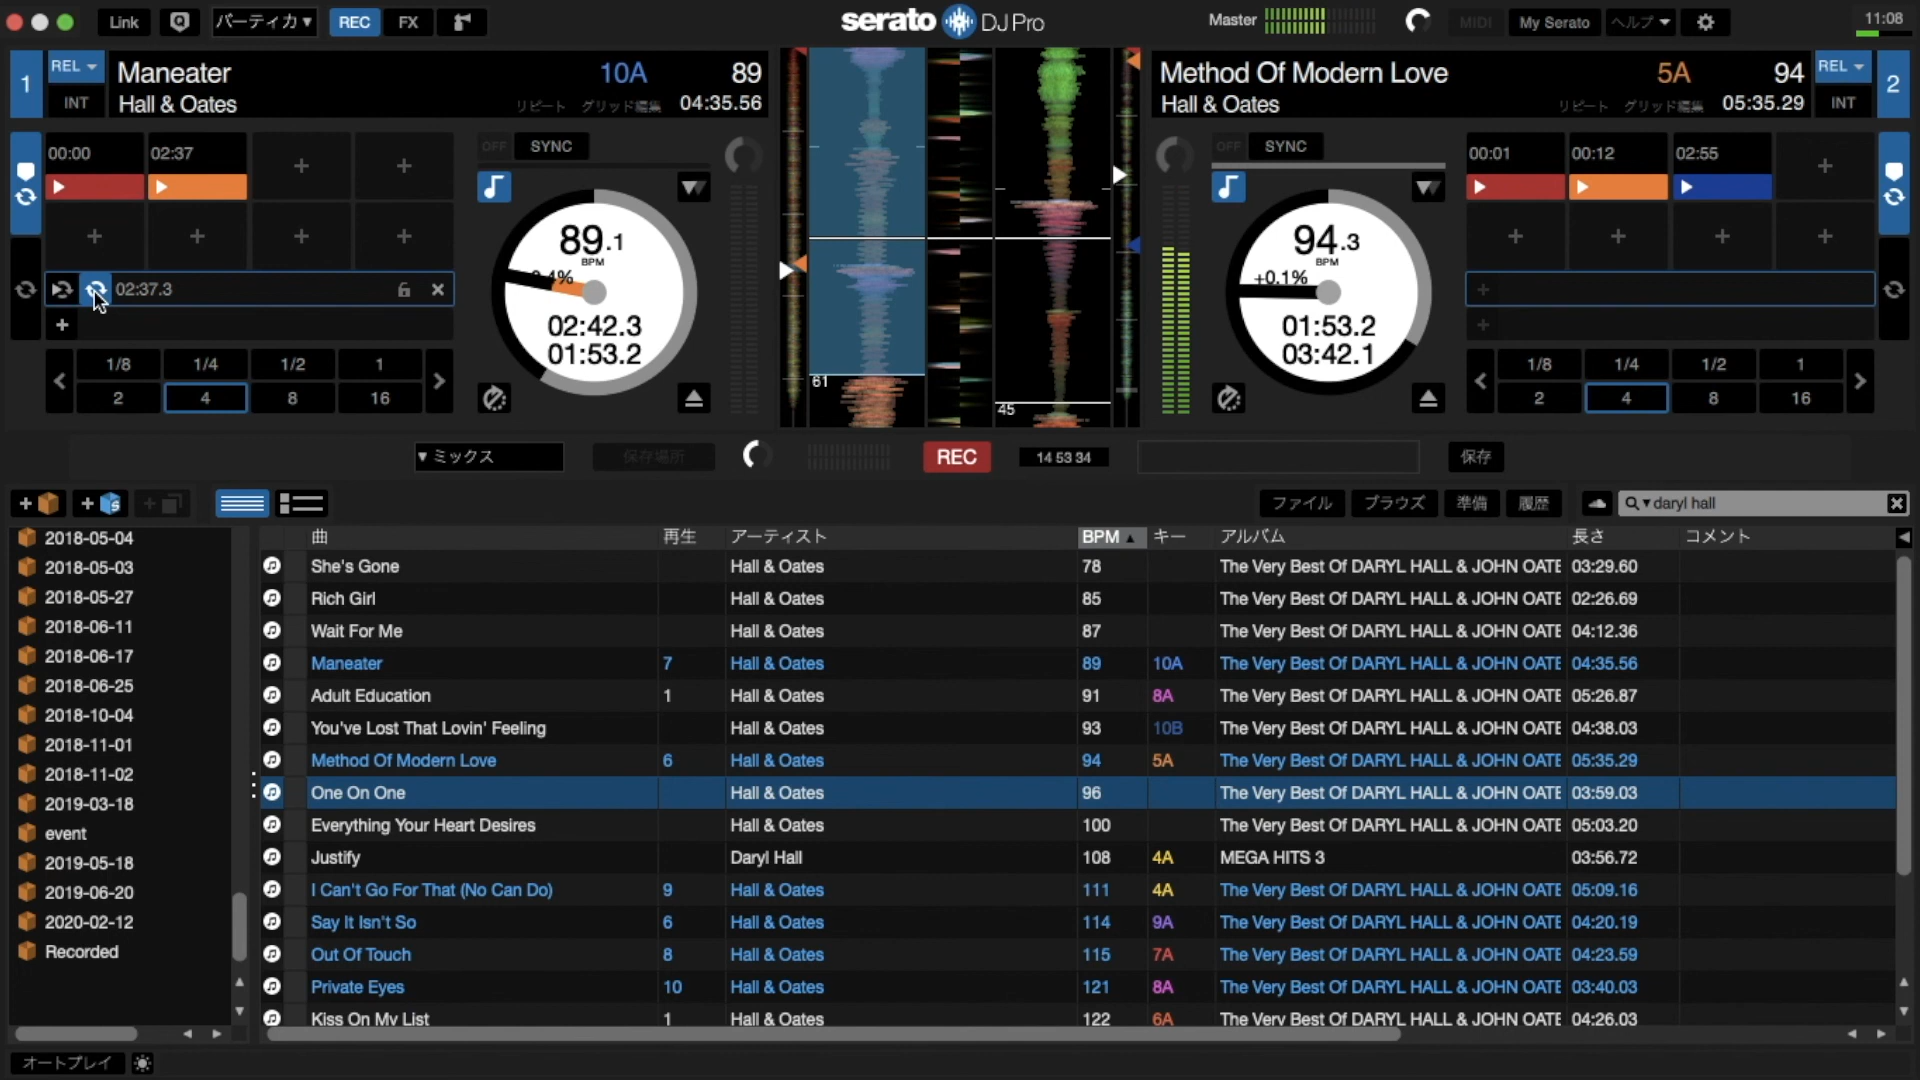 Link
パーティカ ▾
REC
FX
serato DJ Pro
Master
MIDI
My Serato
ヘルプ
11:08
1
REL
INT
Maneater
10A
89
Hall & Oates
リピート グリッド編集
04:35.56
Method Of Modern Love
5A
94
Hall & Oates
リピート グリッド編集
05:35.29
REL
INT
2
00:00
02:37
OFF
SYNC
89.1
BPM
02:42.3
01:53.2
02:37.3
1/8
1/4
1/2
1
2
4
8
16
61
45
OFF
SYNC
94.3
BPM
+0.1%
01:53.2
03:42.1
00:01
00:12
02:55
1/8
1/4
1/2
1
2
4
8
16
▾ミックス
保存場所
REC
14 53 34
保存
ファイル
ブラウズ
準備
履歴
daryl hall
2018-05-04
2018-05-03
2018-05-27
2018-06-11
2018-06-17
2018-06-25
2018-10-04
2018-11-01
2018-11-02
2019-03-18
event
2019-05-18
2019-06-20
2020-02-12
Recorded
曲 再生 アーティスト BPM キー アルバム 長さ コメント
She's Gone Hall & Oates 78 The Very Best Of DARYL HALL & JOHN OATE 03:29.60
Rich Girl Hall & Oates 85 The Very Best Of DARYL HALL & JOHN OATE 02:26.69
Wait For Me Hall & Oates 87 The Very Best Of DARYL HALL & JOHN OATE 04:12.36
Maneater 7 Hall & Oates 89 10A The Very Best Of DARYL HALL & JOHN OATE 04:35.56
Adult Education 1 Hall & Oates 91 8A The Very Best Of DARYL HALL & JOHN OATE 05:26.87
You've Lost That Lovin' Feeling Hall & Oates 93 10B The Very Best Of DARYL HALL & JOHN OATE 04:38.03
Method Of Modern Love 6 Hall & Oates 94 5A The Very Best Of DARYL HALL & JOHN OATE 05:35.29
One On One Hall & Oates 96 The Very Best Of DARYL HALL & JOHN OATE 03:59.03
Everything Your Heart Desires Hall & Oates 100 The Very Best Of DARYL HALL & JOHN OATE 05:03.20
Justify Daryl Hall 108 4A MEGA HITS 3 03:56.72
I Can't Go For That (No Can Do) 9 Hall & Oates 111 4A The Very Best Of DARYL HALL & JOHN OATE 05:09.16
Say It Isn't So 6 Hall & Oates 114 9A The Very Best Of DARYL HALL & JOHN OATE 04:20.19
Out Of Touch 8 Hall & Oates 115 7A The Very Best Of DARYL HALL & JOHN OATE 04:23.59
Private Eyes 10 Hall & Oates 121 8A The Very Best Of DARYL HALL & JOHN OATE 03:40.03
Kiss On My List 1 Hall & Oates 122 6A The Very Best Of DARYL HALL & JOHN OATE 04:26.03
オートプレイ